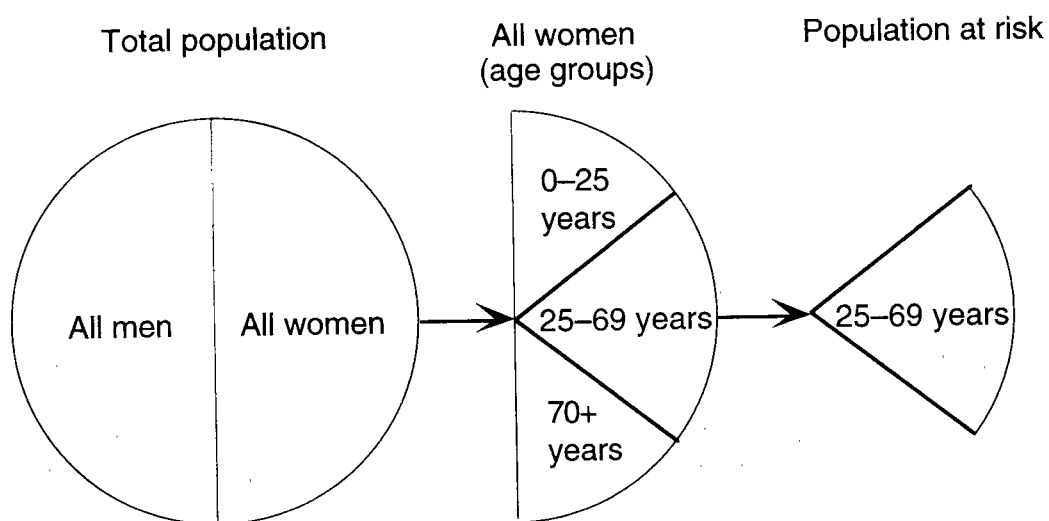 Total population
All women
(age groups)
Population at risk
All men
All women
0–25
years
25–69 years
70+
years
25–69 years